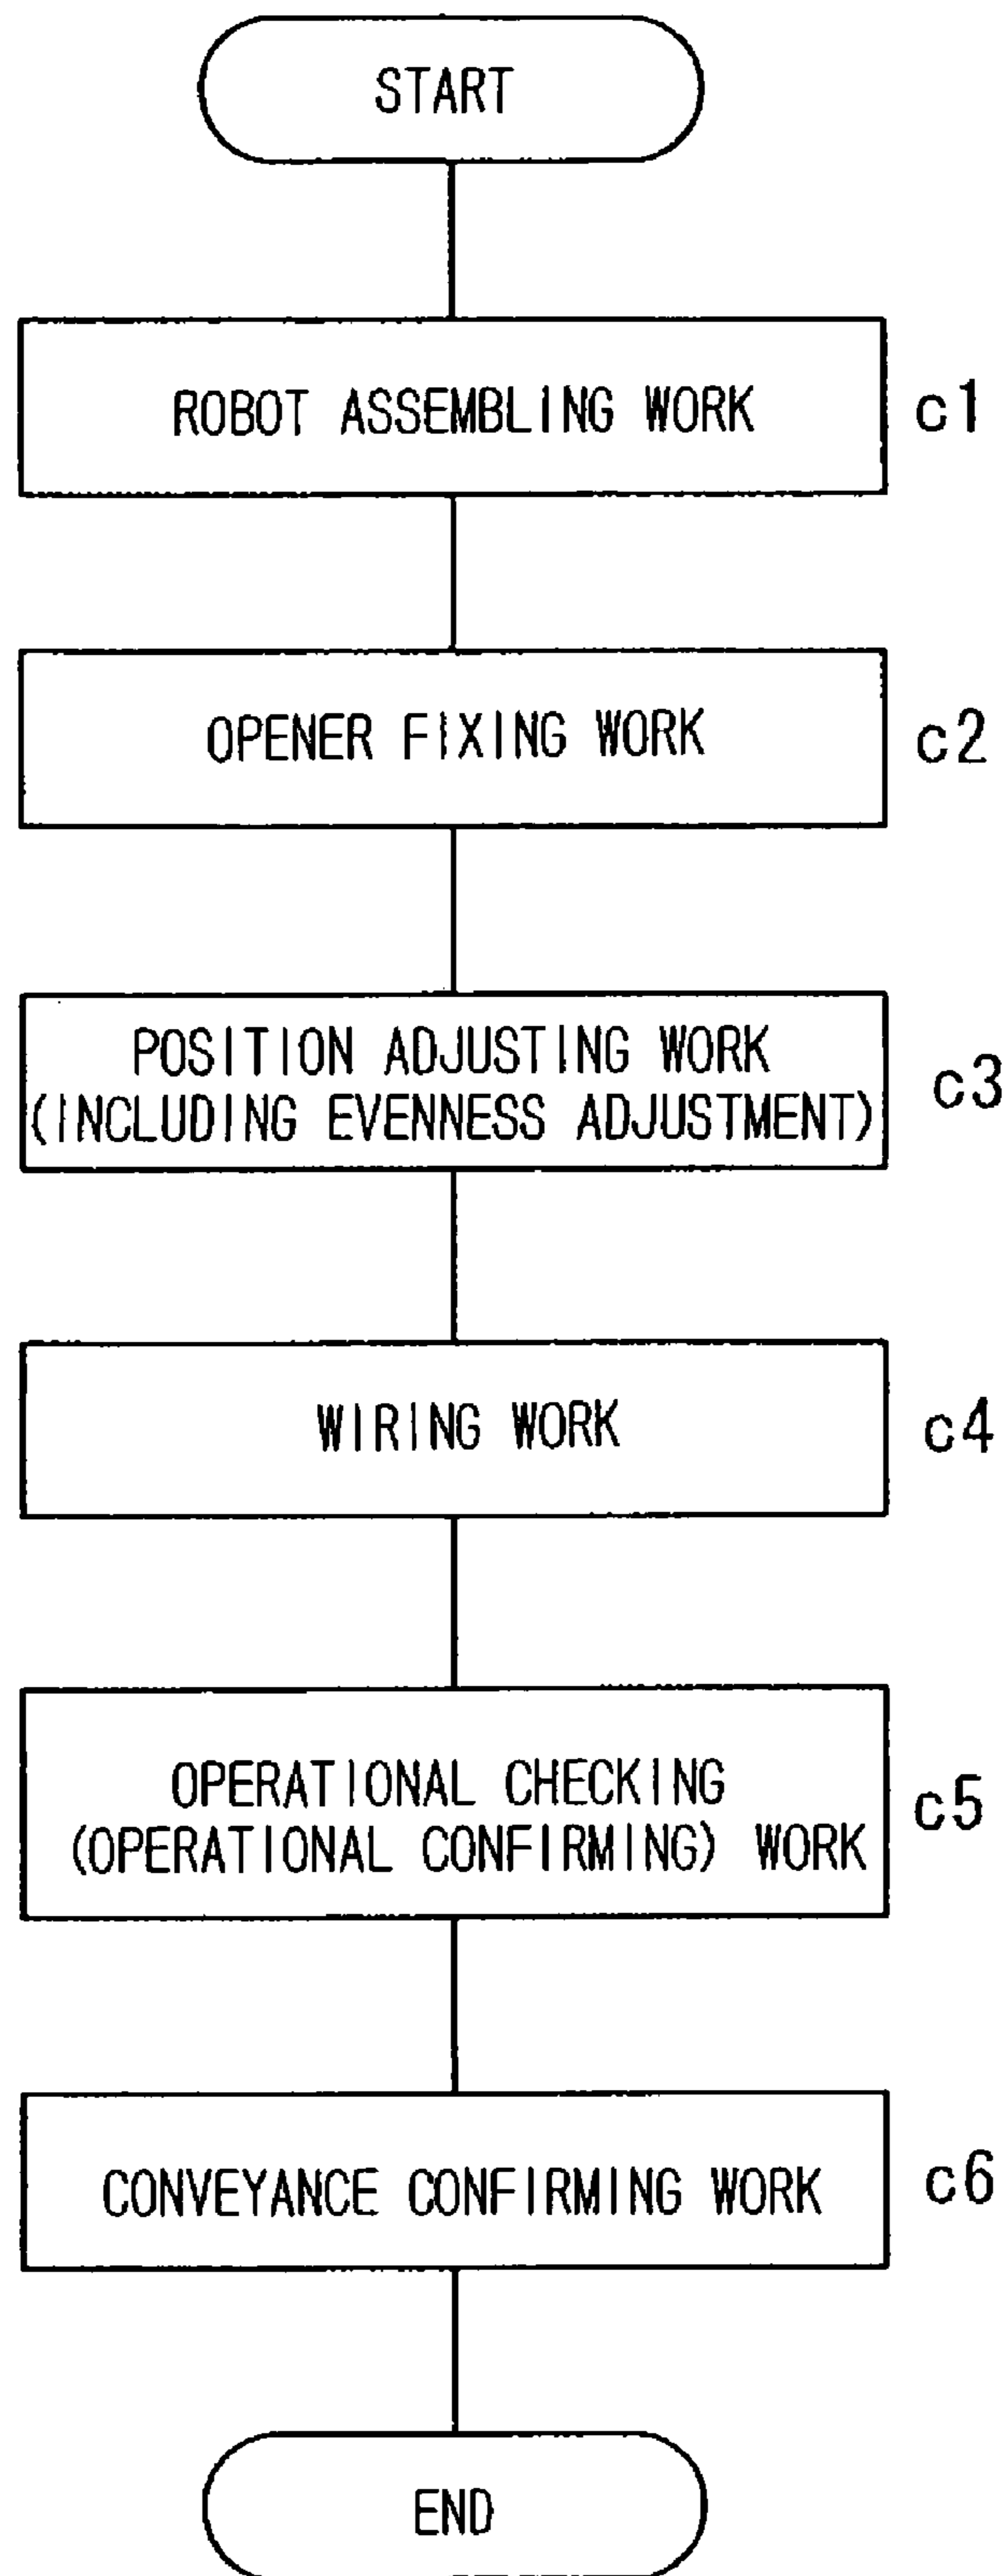 START
ROBOT ASSEMBLING WORK
c1
OPENER FIXING WORK
c2
POSITION ADJUSTING WORK
(INCLUDING EVENNESS ADJUSTMENT)
c3
WIRING WORK
c4
OPERATIONAL CHECKING
(OPERATIONAL CONFIRMING) WORK
c5
CONVEYANCE CONFIRMING WORK
c6
END